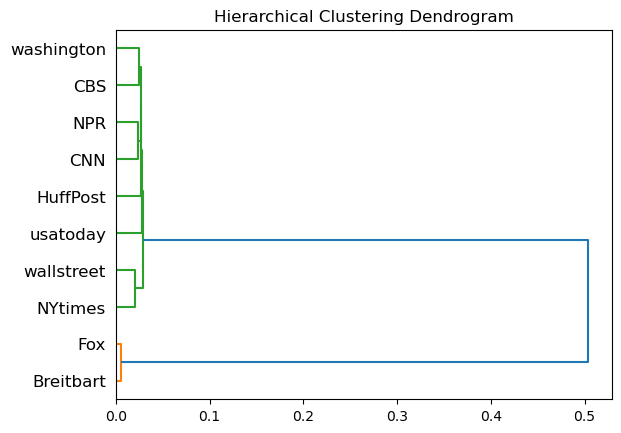 Hierarchical Clustering Dendrogram
washington
CBS
NPR
CNN
HuffPost
usatoday
wallstreet
NYtimes
Fox
Breitbart
0.0 0.1 0.2 0.3 0.4 0.5